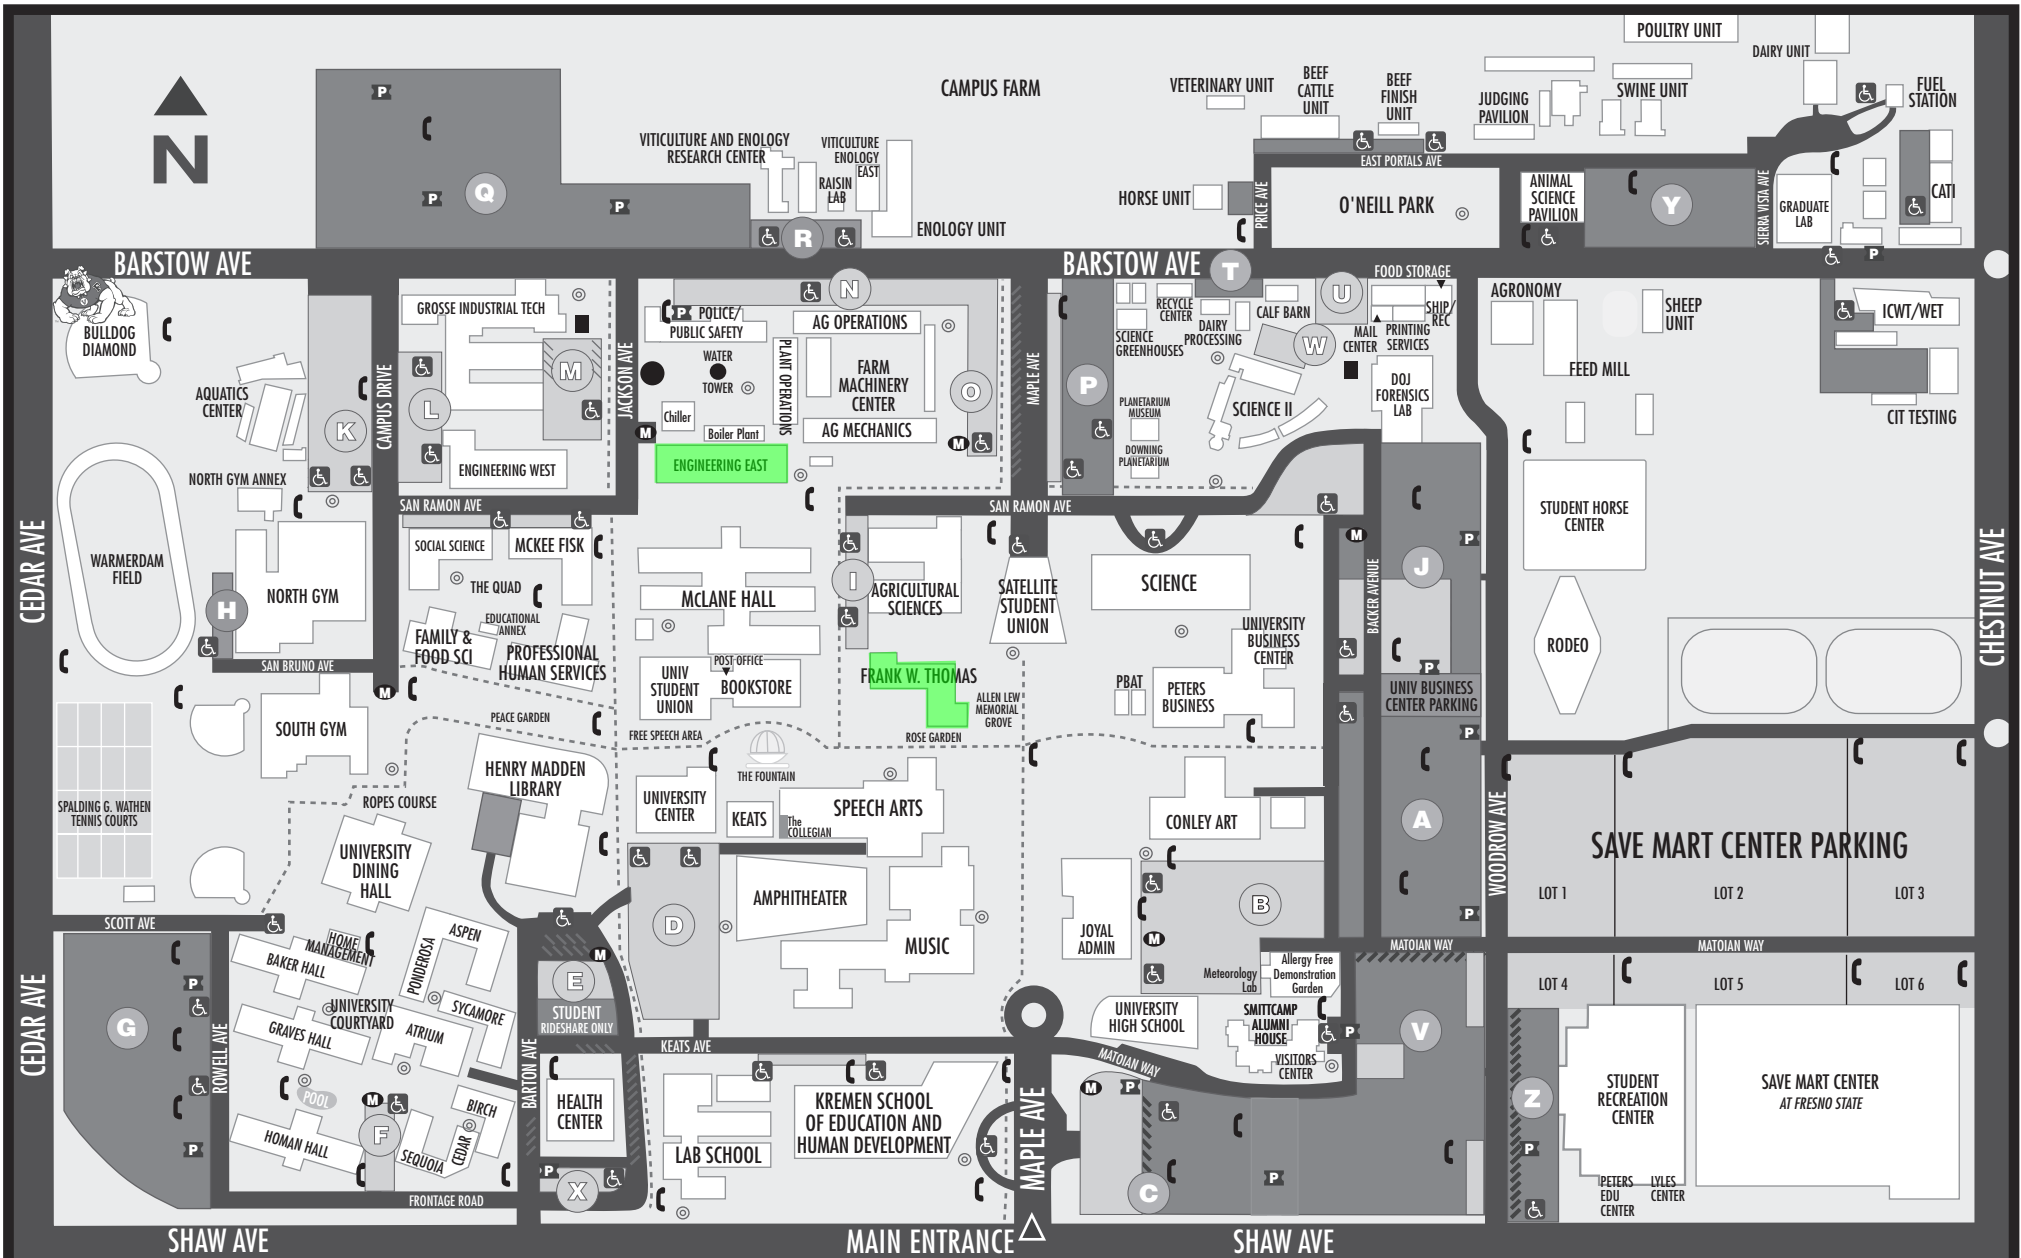 POULTRY UNIT
DAIRY UNIT
CAMPUS FARM
VETERINARY UNIT
BEEF
CATTLE
UNIT
BEEF
FINISH
UNIT
JUDGING
PAVILION
SWINE UNIT
FUEL
STATION
N
P
P
P
Q
VITICULTURE AND ENOLOGY
RESEARCH CENTER
VITICULTURE
ENOLOGY
EAST
RAISIN
LAB
R
ENOLOGY UNIT
HORSE UNIT
PRICE AVE
EAST PORTALS AVE
O'NEILL PARK
ANIMAL
SCIENCE
PAVILION
Y
SIERRA VISTA AVE
GRADUATE
LAB
CATI
P
BARSTOW AVE
BARSTOW AVE
T
FOOD STORAGE
BULLDOG
DIAMOND
GROSSE INDUSTRIAL TECH
P
POLICE/
PUBLIC SAFETY
N
AG OPERATIONS
RECYCLE
CENTER
CALF BARN
U
SHIP/
REC
AGRONOMY
SHEEP
UNIT
ICWT/WET
SCIENCE
GREENHOUSES
DAIRY
PROCESSING
W
MAIL
CENTER
PRINTING
SERVICES
AQUATICS
CENTER
K
CAMPUS DRIVE
L
M
JACKSON AVE
WATER
TOWER
PLANT OPERATIONS
FARM
MACHINERY
CENTER
O
MAPLE AVE
P
FEED MILL
DOJ
FORENSICS
LAB
SCIENCE II
PLANETARIUM
MUSEUM
DOWNING
PLANETARIUM
CIT TESTING
Chiller
Boiler Plant
AG MECHANICS
M
M
ENGINEERING WEST
ENGINEERING EAST
NORTH GYM ANNEX
SAN RAMON AVE
SAN RAMON AVE
STUDENT HORSE
CENTER
CEDAR AVE
WARMERDAM
FIELD
SOCIAL SCIENCE
MCKEE FISK
THE QUAD
EDUCATIONAL
ANNEX
H
NORTH GYM
FAMILY &
FOOD SCI
PROFESSIONAL
HUMAN SERVICES
McLANE HALL
I
AGRICULTURAL
SCIENCES
SATELLITE
STUDENT
UNION
SCIENCE
M
P
BACKER AVENUE
J
UNIVERSITY
BUSINESS
CENTER
RODEO
CHESTNUT AVE
SAN BRUNO AVE
M
POST OFFICE
UNIV
STUDENT
UNION
BOOKSTORE
FRANK W. THOMAS
ALLEN LEW
MEMORIAL
GROVE
PBAT
PETERS
BUSINESS
P
UNIV BUSINESS
CENTER PARKING
P
SOUTH GYM
PEACE GARDEN
FREE SPEECH AREA
ROSE GARDEN
THE FOUNTAIN
HENRY MADDEN
LIBRARY
SPALDING G. WATHEN
TENNIS COURTS
ROPES COURSE
UNIVERSITY
CENTER
KEATS
The
COLLEGIAN
SPEECH ARTS
CONLEY ART
A
WOODROW AVE
SAVE MART CENTER PARKING
LOT 1
LOT 2
LOT 3
UNIVERSITY
DINING
HALL
AMPHITHEATER
D
MUSIC
JOYAL
ADMIN
B
M
P
SCOTT AVE
HOME
MANAGEMENT
BAKER HALL
PONDEROSA
ASPEN
MATOIAN WAY
MATOIAN WAY
M
E
STUDENT
RIDESHARE ONLY
Meteorology
Lab
Allergy Free
Demonstration
Garden
LOT 4
LOT 5
LOT 6
CEDAR AVE
G
P
P
ROWELL AVE
UNIVERSITY
COURTYARD
GRAVES HALL
ATRIUM
SYCAMORE
UNIVERSITY
HIGH SCHOOL
SMITTCAMP
ALUMNI
HOUSE
P
V
VISITORS
CENTER
KEATS AVE
MATOIAN WAY
BARTON AVE
POOL
M
F
BIRCH
HOMAN HALL
SEQUOIA
CEDAR
HEALTH
CENTER
LAB SCHOOL
KREMEN SCHOOL
OF EDUCATION AND
HUMAN DEVELOPMENT
MAPLE AVE
M
P
C
P
Z
P
STUDENT
RECREATION
CENTER
SAVE MART CENTER
AT FRESNO STATE
PETERS
EDU
CENTER
LYLES
CENTER
P
X
FRONTAGE ROAD
SHAW AVE
MAIN ENTRANCE
SHAW AVE